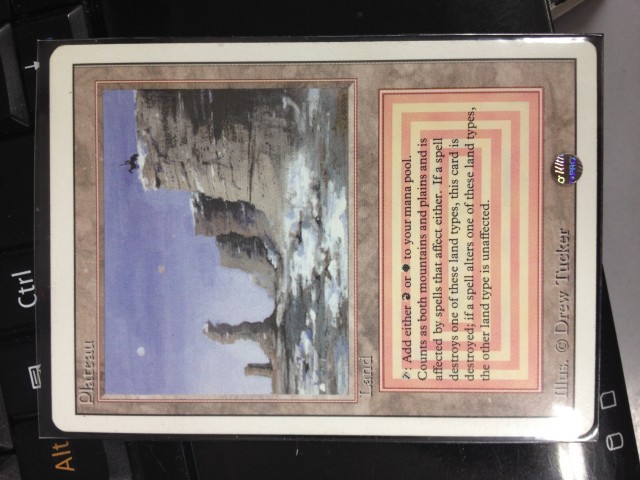 Plateau
Land
: Add either or to your mana pool.
Counts as both mountains and plains and is
affected by spells that affect either. If a spell
destroys one of these land types, this card is
destroyed; if a spell alters one of these land types,
the other land type is unaffected.
Illus. © Drew Tucker
Ctrl
Alt